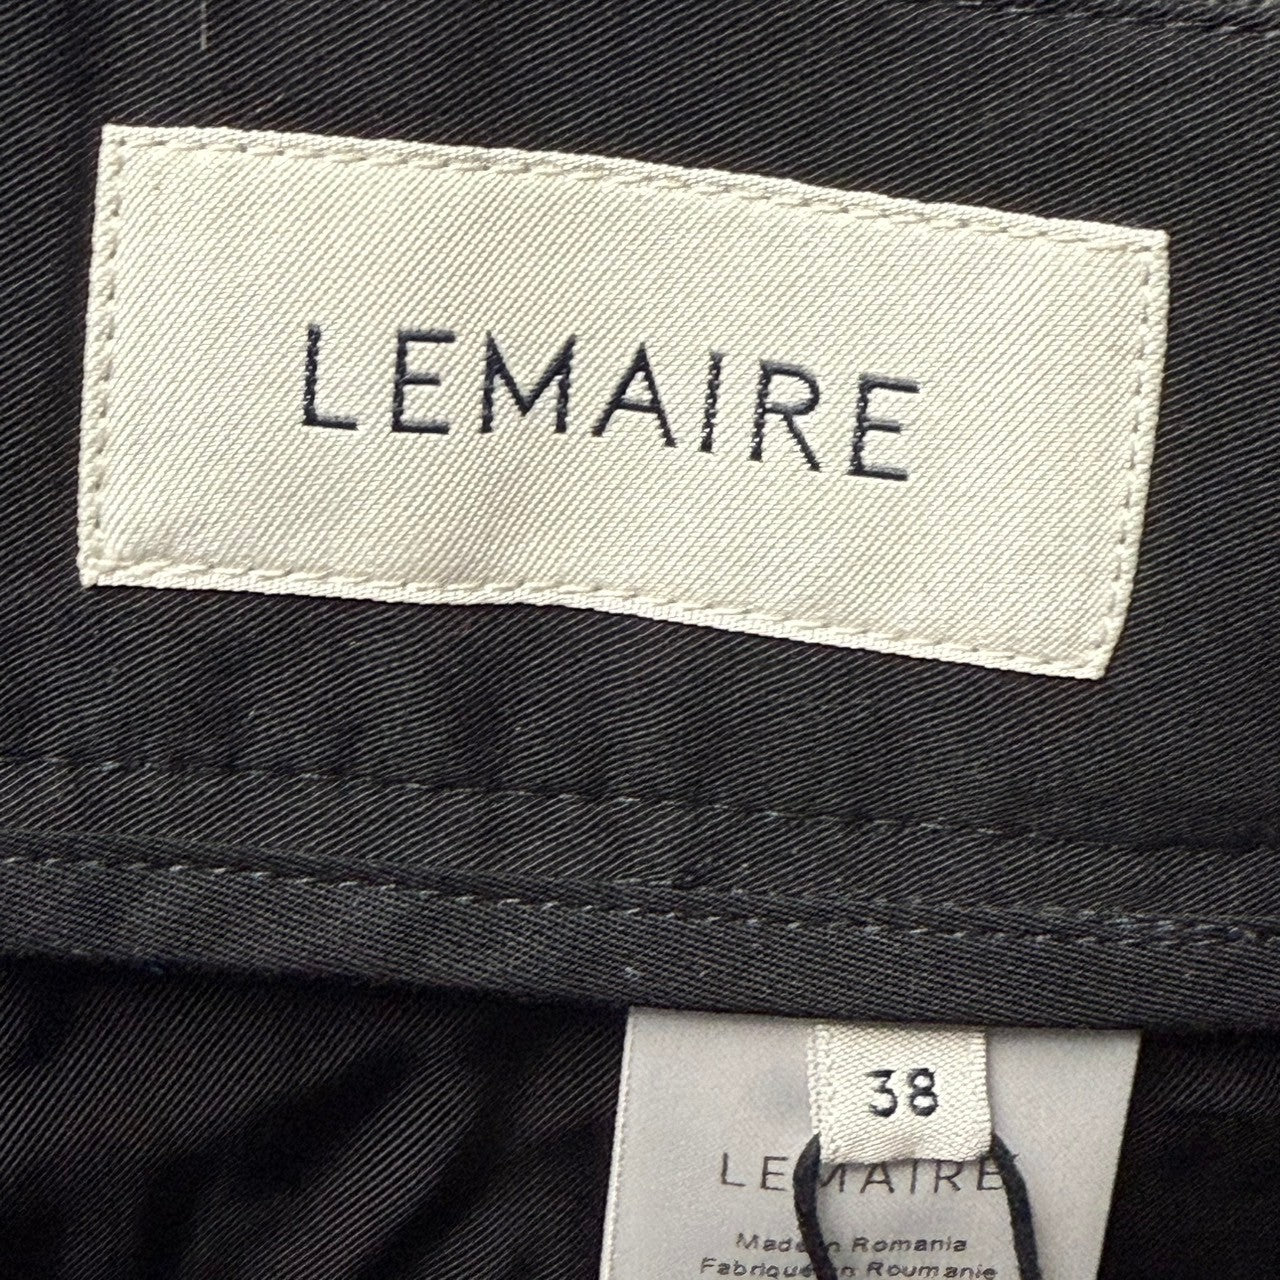 LEMAIRE
38
LEMAIRE
Made in Romania
Fabriqué en Roumanie